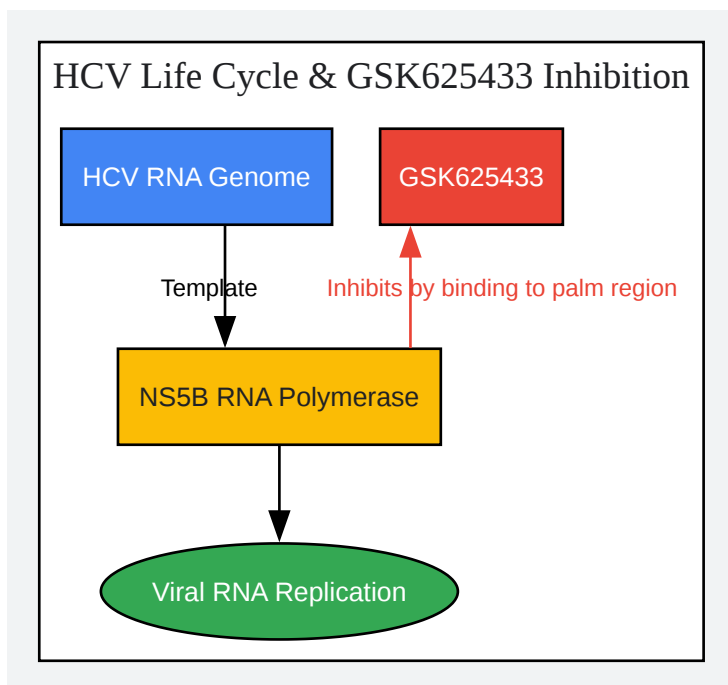 HCV Life Cycle & GSK625433 Inhibition
HCV RNA Genome
GSK625433
Template
Inhibits by binding to palm region
NS5B RNA Polymerase
Viral RNA Replication